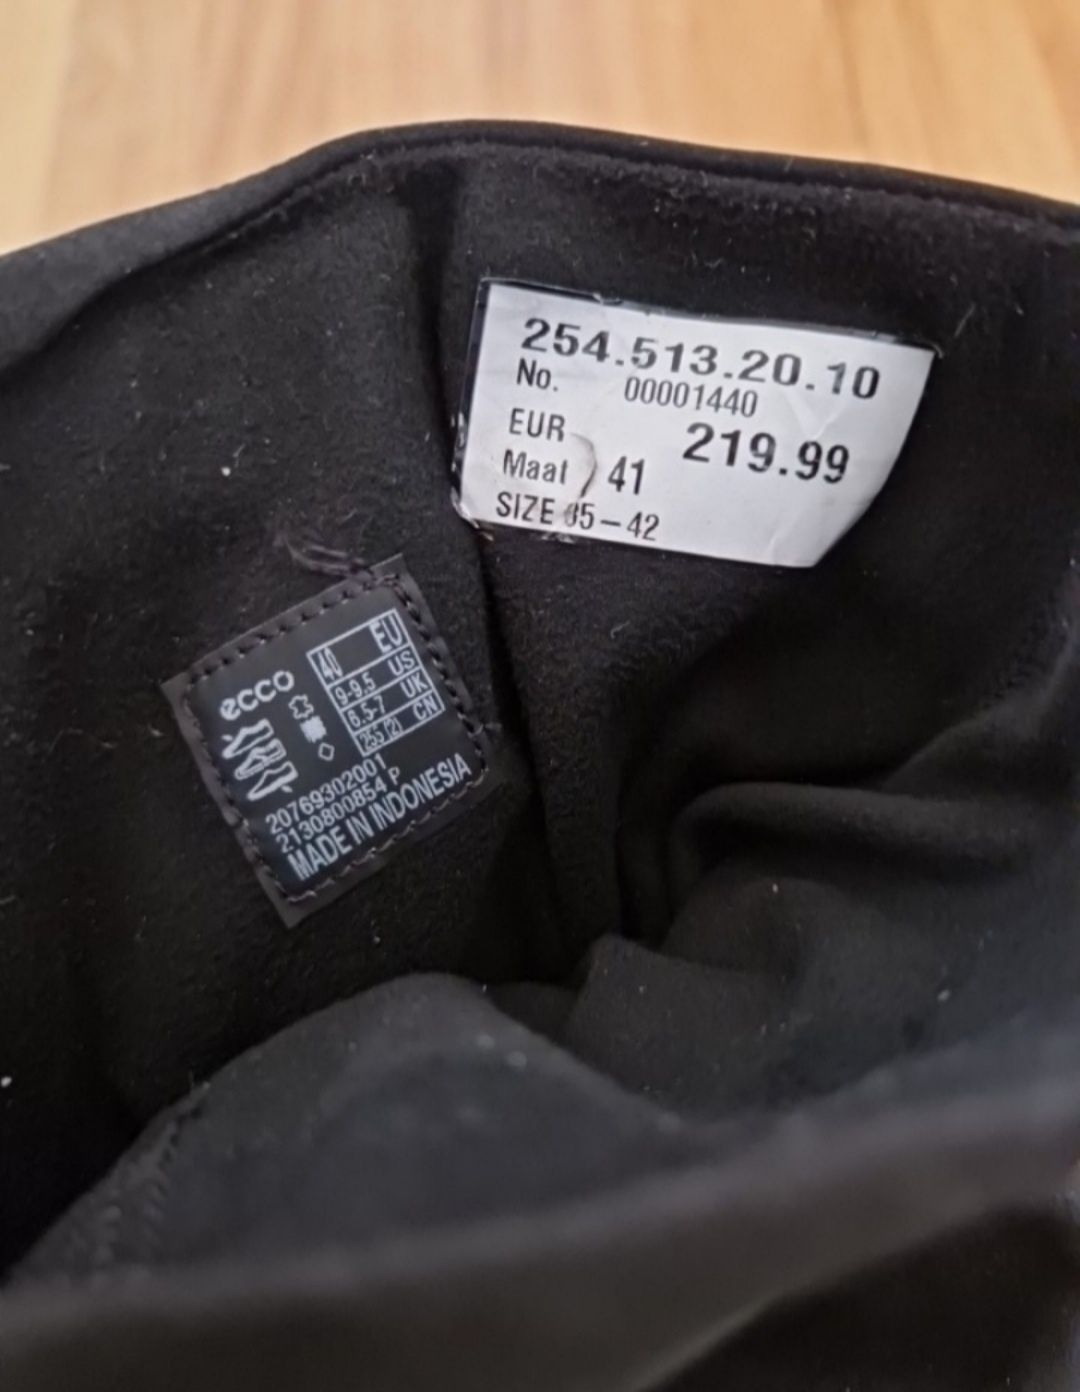 254.513.20.10
No. 00001440
EUR 219.99
Maat 41
SIZE 35-42
ecco
40 EU
9-9.5 US
6.5-7 UK
255 (2) CN
20769302001
2130800854 P
MADE IN INDONESIA